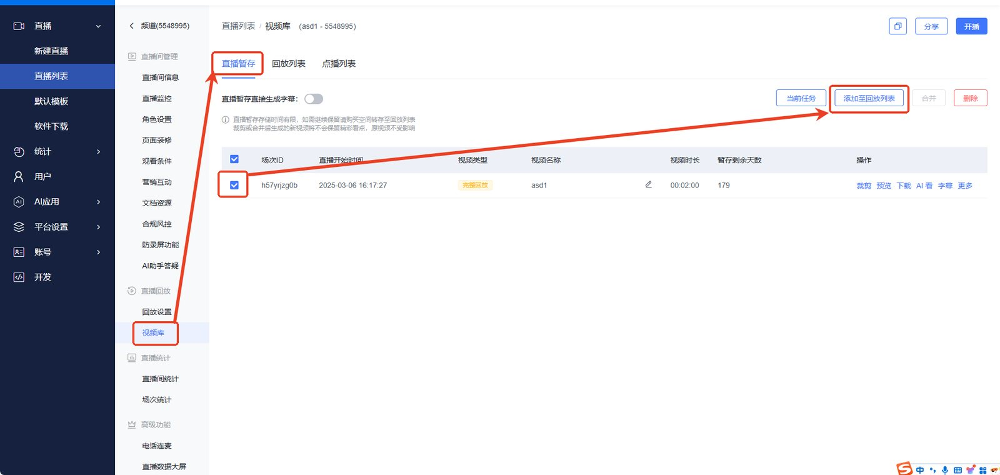 直播
新建直播
直播列表
默认模板
软件下载
统计
用户
AI应用
平台设置
账号
开发
频道(5548995)
直播间管理
直播间信息
直播监控
角色设置
页面装修
观看条件
营销互动
文档资源
合规风控
防录屏功能
AI助手答疑
直播回放
回放设置
视频库
直播统计
直播间统计
场次统计
高级功能
电话连麦
直播数据大屏
直播列表 / 视频库 (asd1 - 5548995)
分享
开播
直播暂存 回放列表 点播列表
直播暂存直接生成字幕：
当前任务 添加至回放列表 合并 删除
直播暂存存储时间有限，如需继续保留请购买空间转存至回放列表
裁剪或合并后生成的新视频将不会保留精彩看点，原视频不受影响
场次ID 直播开始时间 视频类型 视频名称 视频时长 暂存剩余天数 操作
h57yrjzg0b 2025-03-06 16:17:27 完整回放 asd1 00:02:00 179 裁剪 预览 下载 AI 看 字幕 更多
中